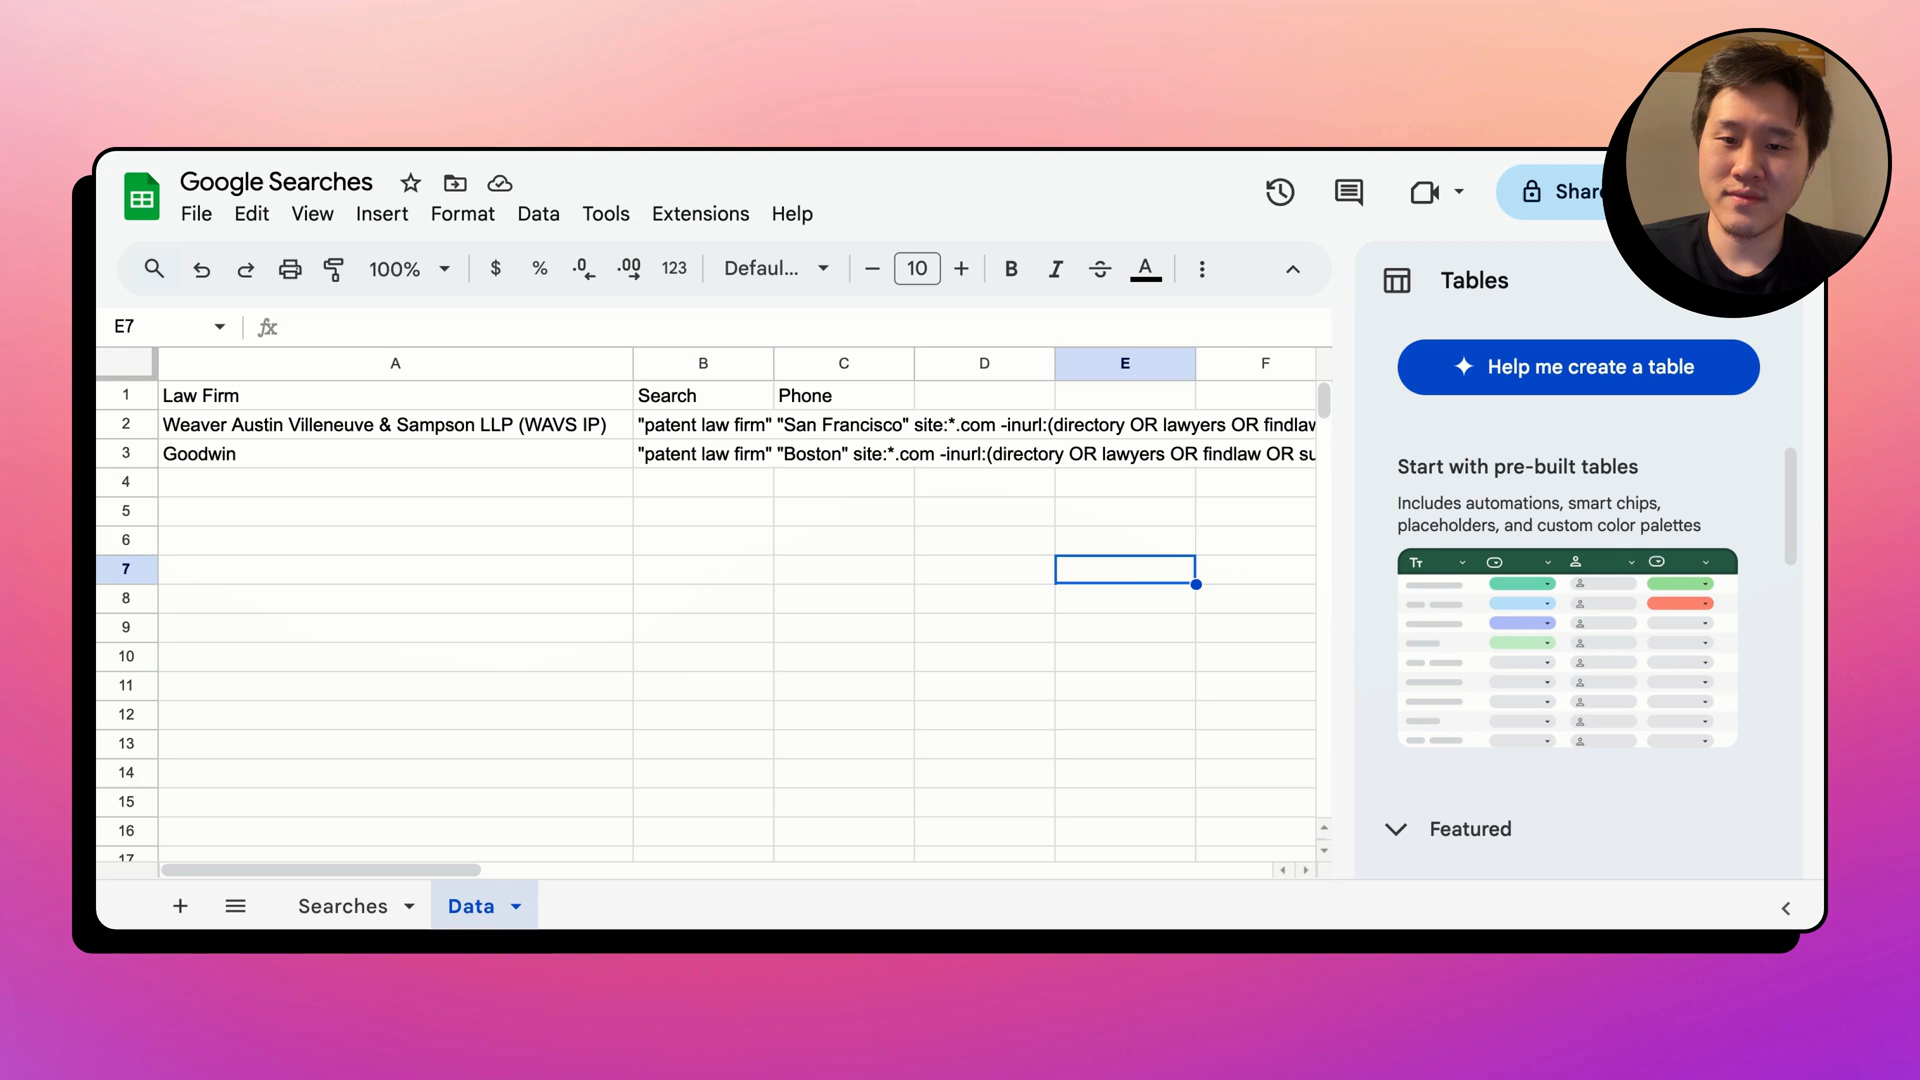 Google Searches
File Edit View Insert Format Data Tools Extensions Help
Share
100% $ % .0 .00 123 Defaul... 10 B I S A
E7 fx
A B C D E F
1 Law Firm Search Phone
2 Weaver Austin Villeneuve & Sampson LLP (WAVS IP) "patent law firm" "San Francisco" site:*.com -inurl:(directory OR lawyers OR findlaw
3 Goodwin "patent law firm" "Boston" site:*.com -inurl:(directory OR lawyers OR findlaw OR su
4
5
6
7
8
9
10
11
12
13
14
15
16
17
Searches Data
Tables
Help me create a table
Start with pre-built tables
Includes automations, smart chips,
placeholders, and custom color palettes
Tт
Featured